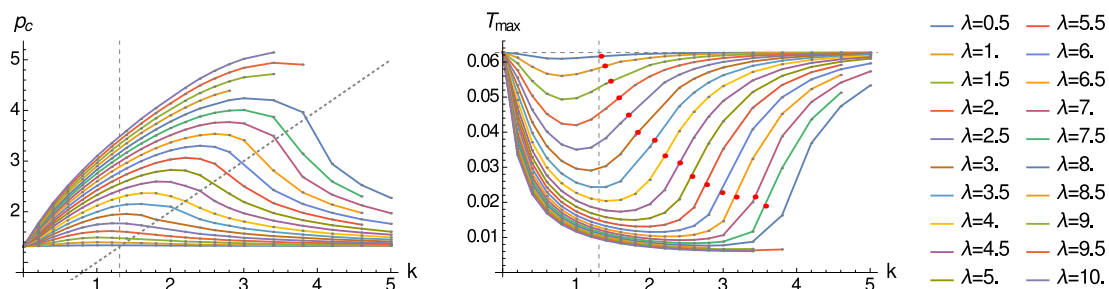 p_c
5
4
3
2
1
2
3
4
5
k
T_max
0.06
0.05
0.04
0.03
0.02
0.01
1
2
3
4
5
k
λ=0.5
λ=5.5
λ=1.
λ=6.
λ=1.5
λ=6.5
λ=2.
λ=7.
λ=2.5
λ=7.5
λ=3.
λ=8.
λ=3.5
λ=8.5
λ=4.
λ=9.
λ=4.5
λ=9.5
λ=5.
λ=10.